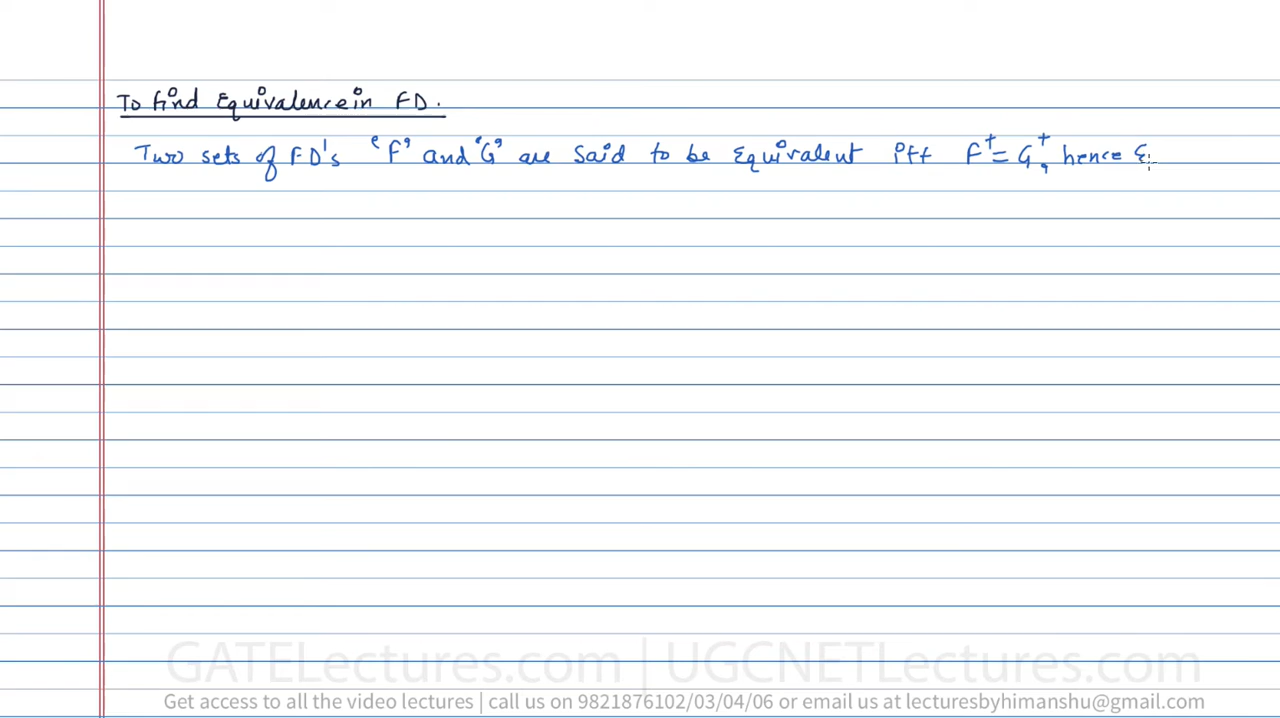 To find Equivalence in FD.
Two sets of FD's 'F' and 'G' are said to be Equivalent iff F⁺ = G⁺, hence E
GATELectures.com | UGCNETLectures.com
Get access to all the video lectures | call us on 9821876102/03/04/06 or email us at lecturesbyhimanshu@gmail.com